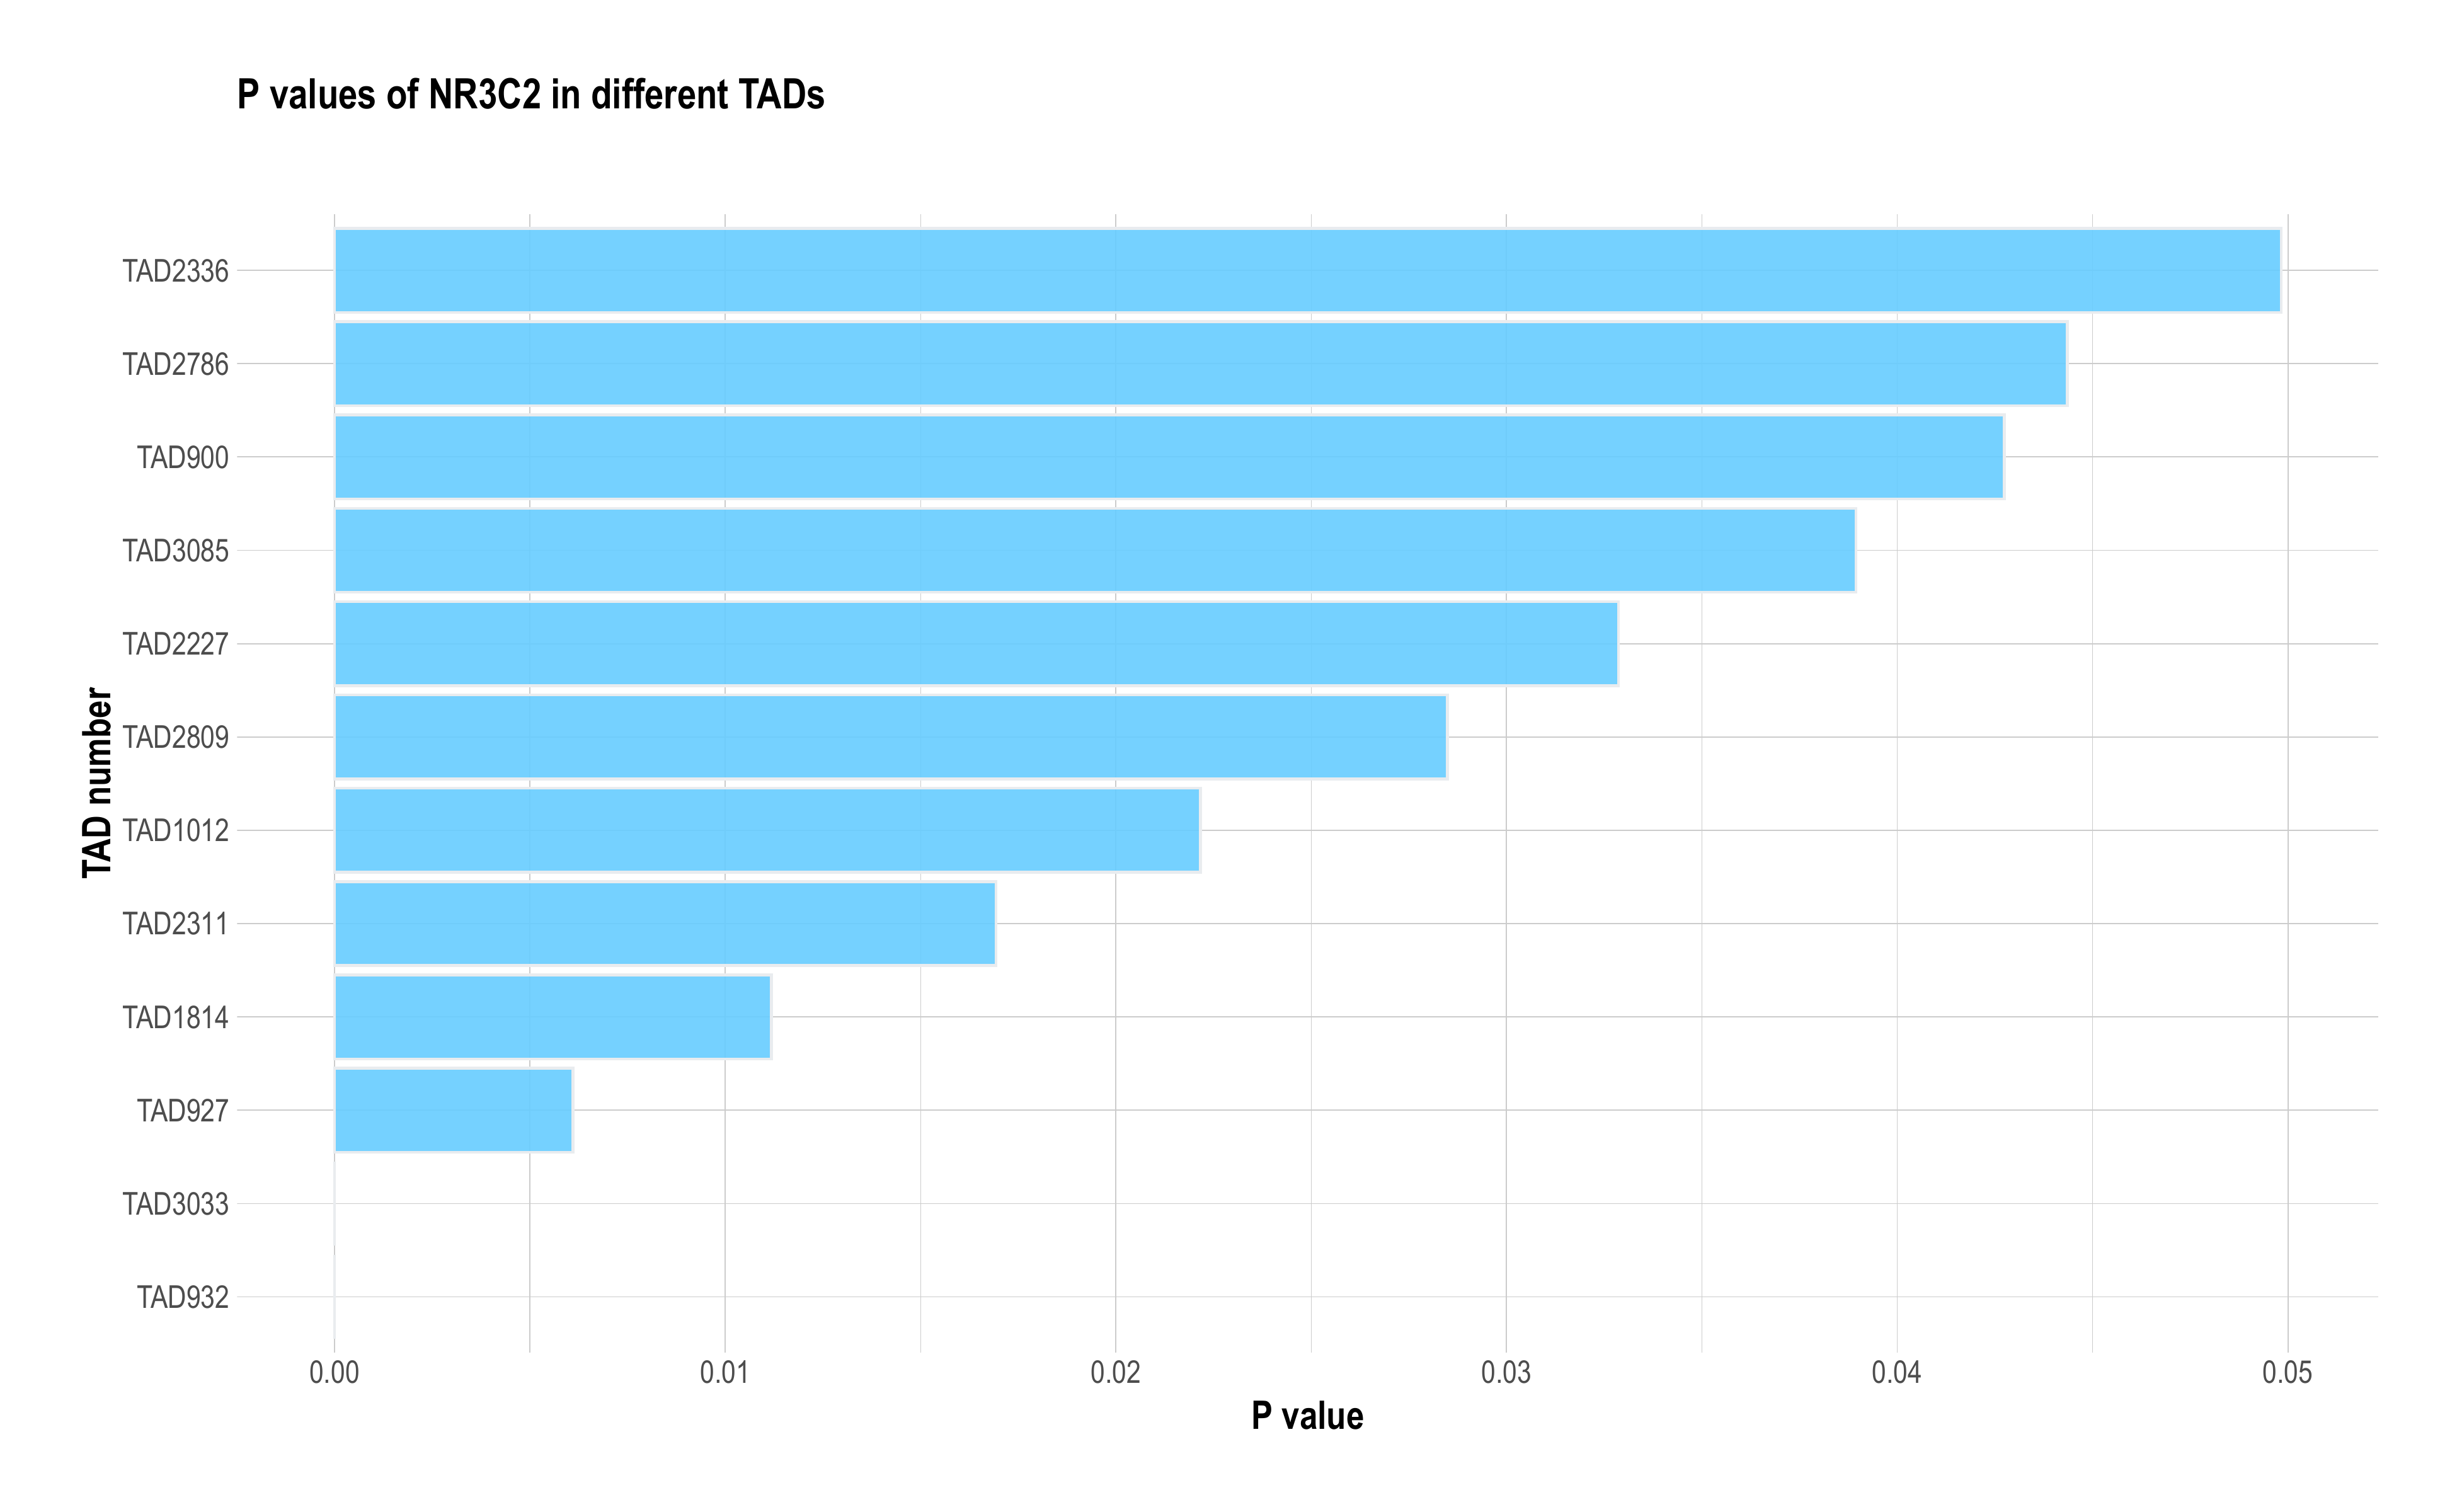 P values of NR3C2 in different TADs
TAD number
TAD2336
TAD2786
TAD900
TAD3085
TAD2227
TAD2809
TAD1012
TAD2311
TAD1814
TAD927
TAD3033
TAD932
0.00 0.01 0.02 0.03 0.04 0.05
P value